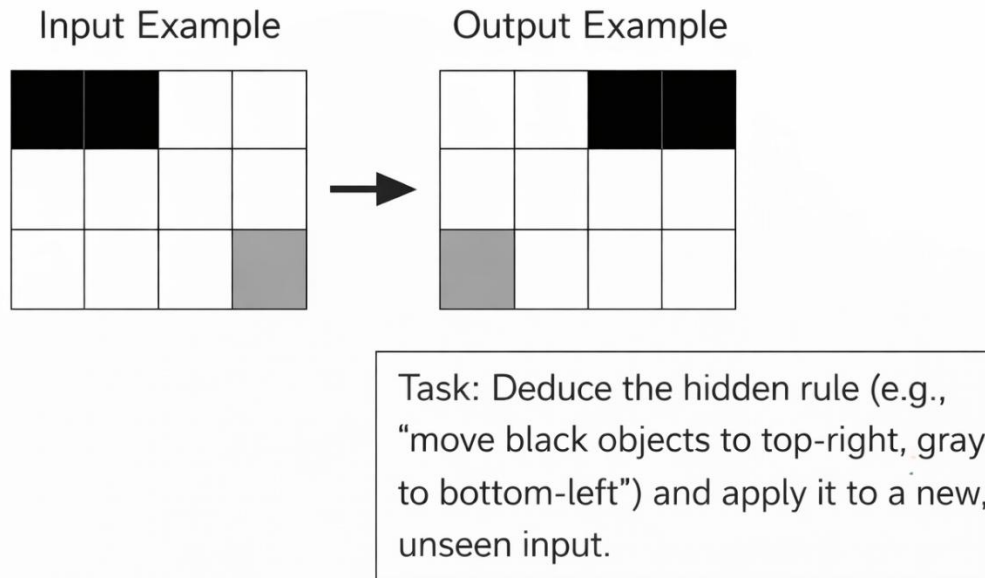 Input Example
Output Example
Task: Deduce the hidden rule (e.g.,
“move black objects to top-right, gray
to bottom-left”) and apply it to a new,
unseen input.